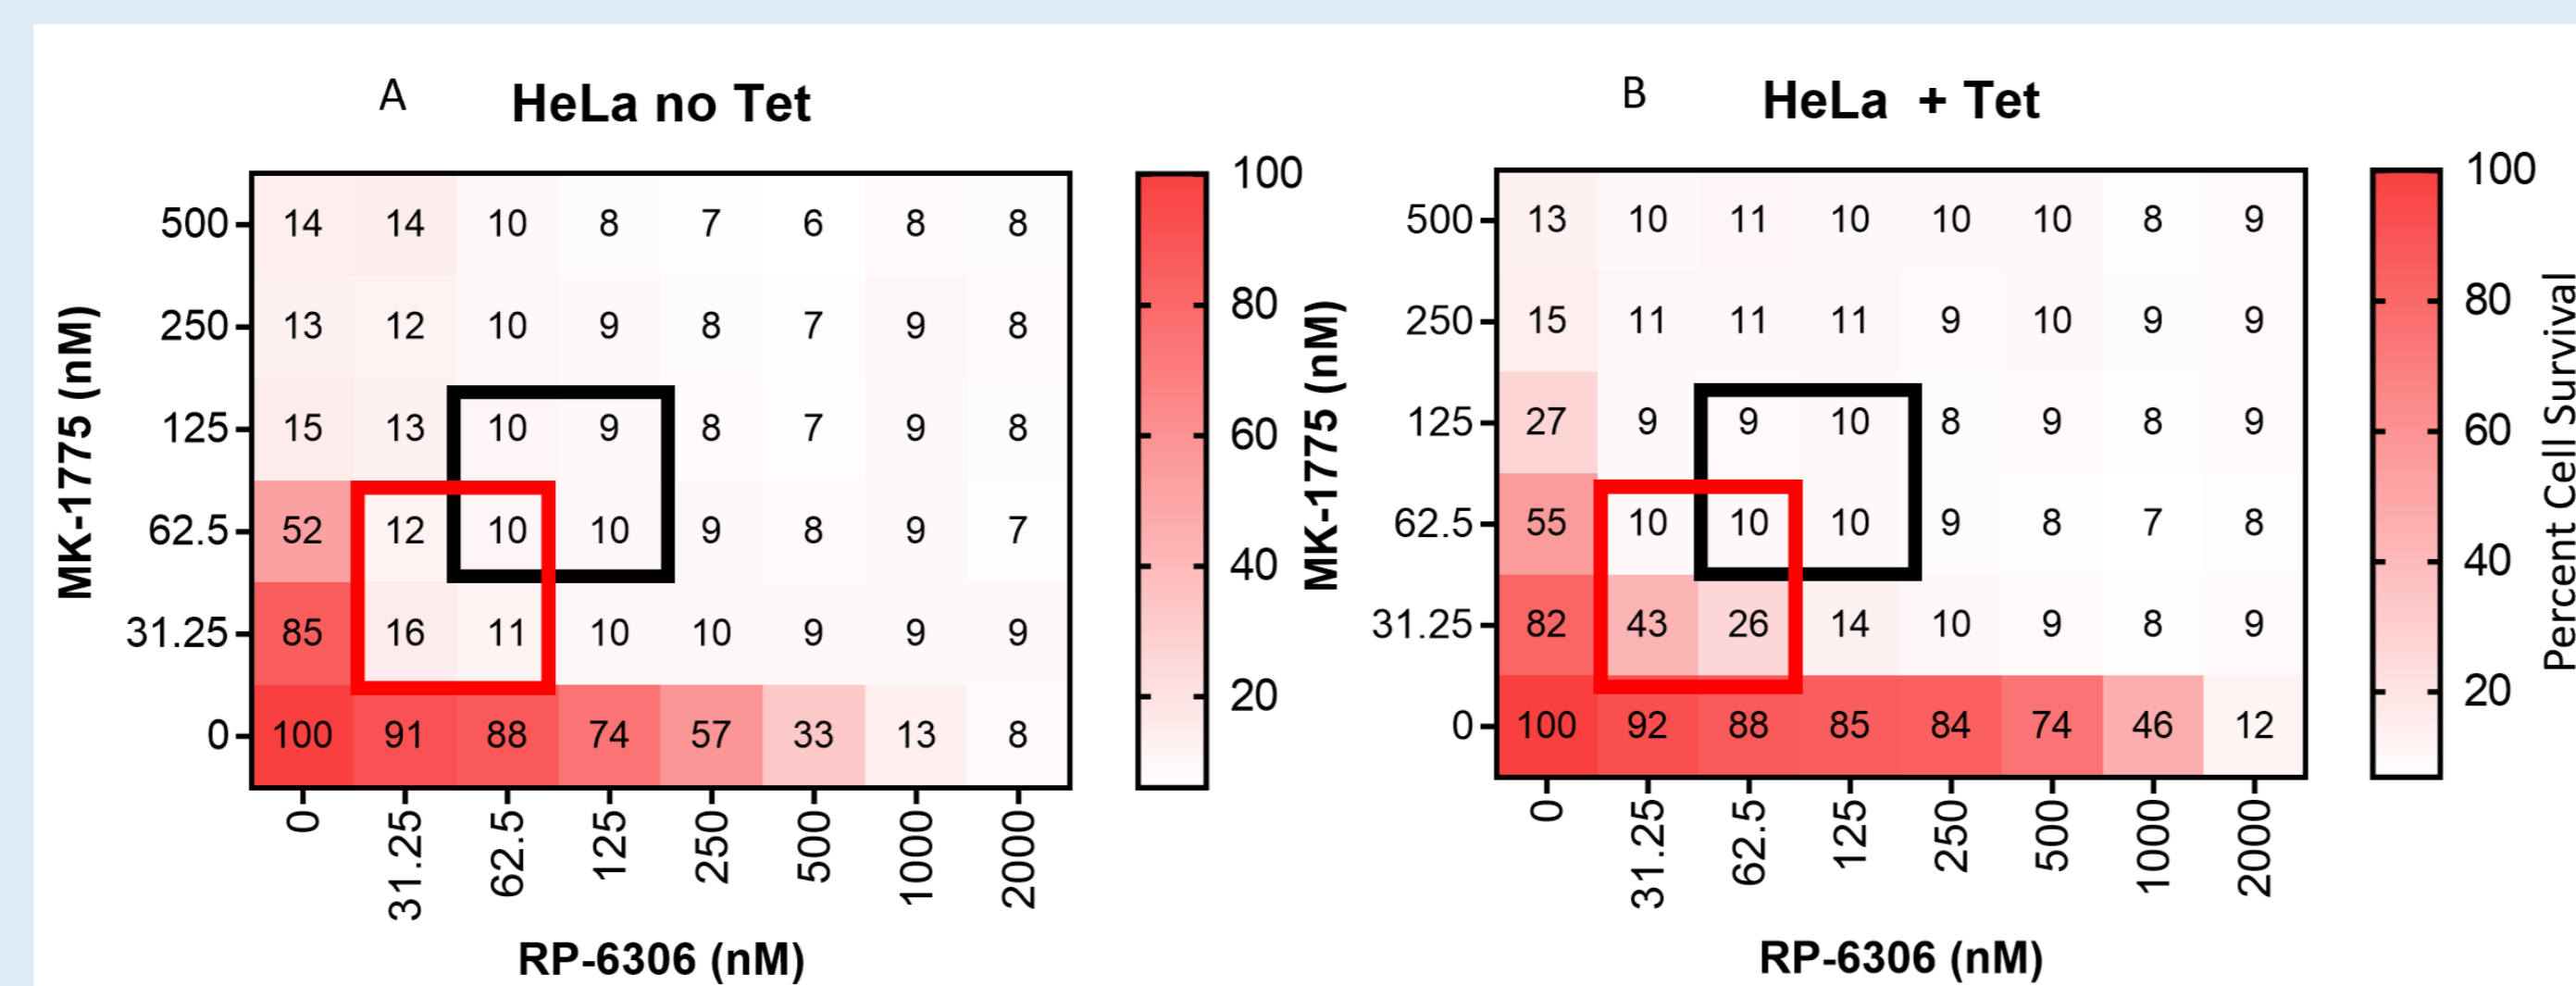 A HeLa no Tet
MK-1775 (nM)
500 14 14 10 8 7 6 8 8
250 13 12 10 9 8 7 9 8
125 15 13 10 9 8 7 9 8
62.5 52 12 10 10 9 8 9 7
31.25 85 16 11 10 10 9 9 9
0 100 91 88 74 57 33 13 8
0 31.25 62.5 125 250 500 1000 2000
RP-6306 (nM)
100
80
60
40
20
B HeLa + Tet
MK-1775 (nM)
500 13 10 11 10 10 10 8 9
250 15 11 11 11 9 10 9 9
125 27 9 9 10 8 9 8 9
62.5 55 10 10 10 9 8 7 8
31.25 82 43 26 14 10 9 8 9
0 100 92 88 85 84 74 46 12
0 31.25 62.5 125 250 500 1000 2000
RP-6306 (nM)
100
80
60
40
20
Percent Cell Survival